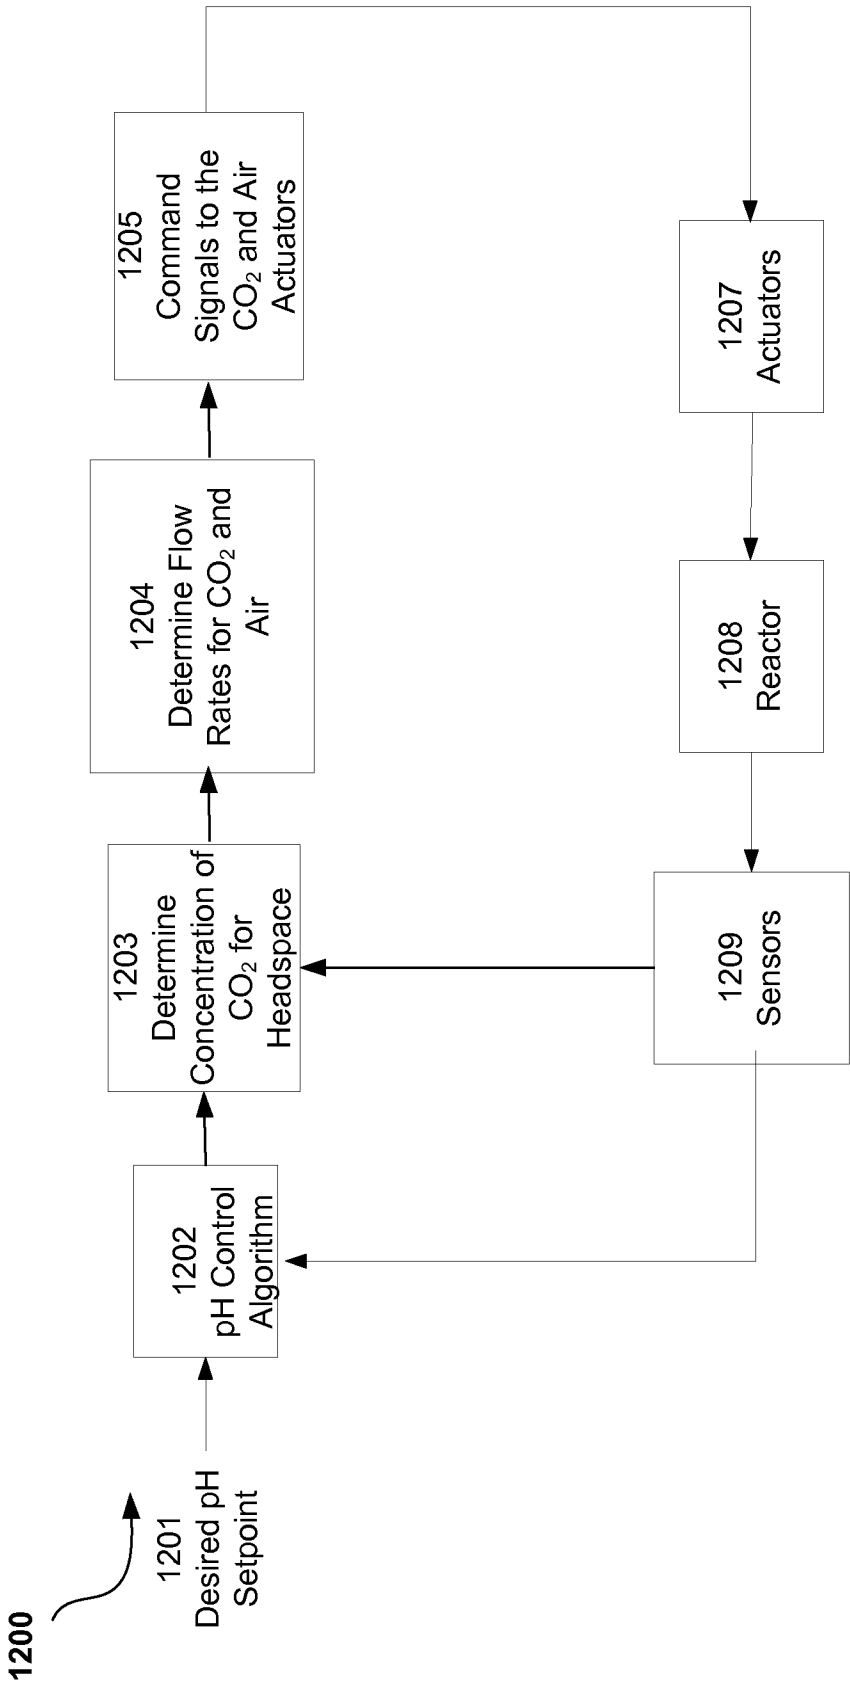 1200
1201
Desired pH
Setpoint
1202
pH Control
Algorithm
1203
Determine
Concentration of
CO₂ for
Headspace
1204
Determine Flow
Rates for CO₂ and
Air
1205
Command
Signals to the
CO₂ and Air
Actuators
1207
Actuators
1208
Reactor
1209
Sensors